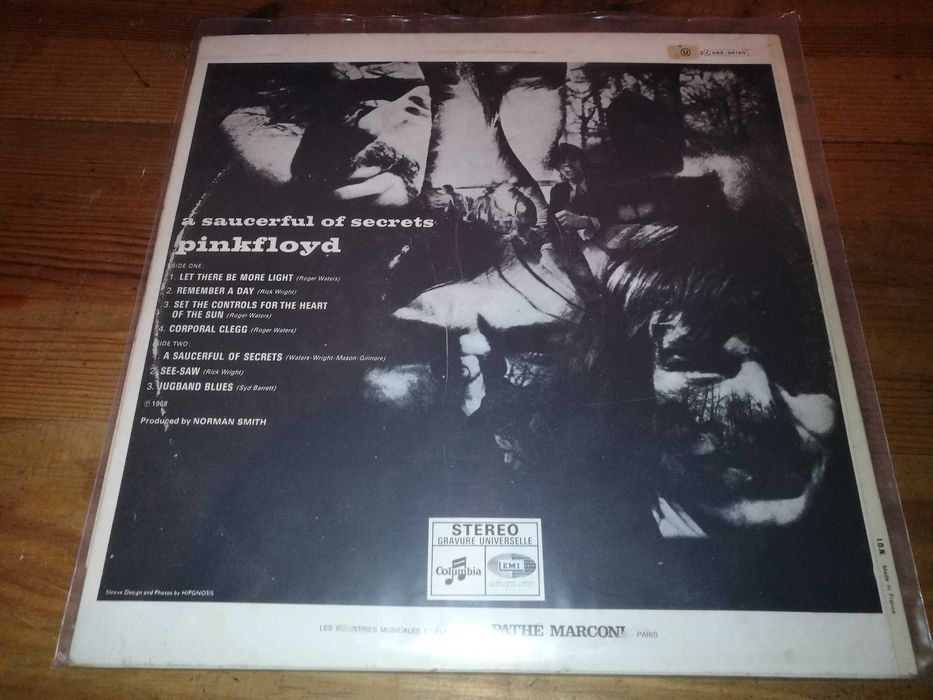 U 2C 062-04190
a saucerful of secrets
pinkfloyd
SIDE ONE:
1. LET THERE BE MORE LIGHT (Roger Waters)
2. REMEMBER A DAY (Rick Wright)
3. SET THE CONTROLS FOR THE HEART
OF THE SUN (Roger Waters)
4. CORPORAL CLEGG (Roger Waters)
SIDE TWO:
A SAUCERFUL OF SECRETS (Waters-Wright-Mason-Gilmore)
2. SEE-SAW (Rick Wright)
3. JUGBAND BLUES (Syd Barrett)
℗ 1968
Produced by NORMAN SMITH
STEREO
GRAVURE UNIVERSELLE
Columbia
EMI
Sleeve Design and Photos by HIPGNOSIS
LES INDUSTRIES MUSICALES PATHÉ MARCONI - PARIS
I.D.N. Made in France